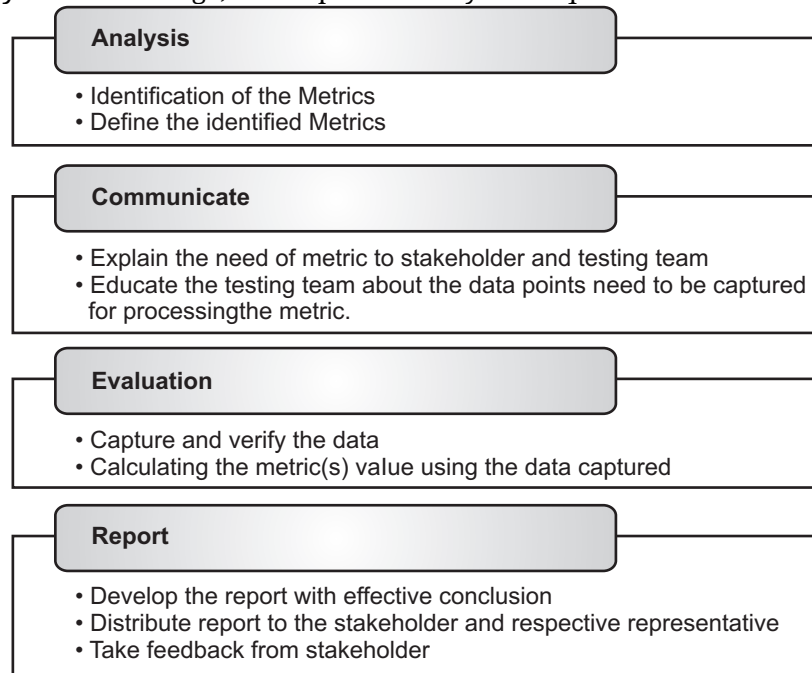 Analysis
• Identification of the Metrics
• Define the identified Metrics
Communicate
• Explain the need of metric to stakeholder and testing team
• Educate the testing team about the data points need to be captured
for processingthe metric.
Evaluation
• Capture and verify the data
• Calculating the metric(s) value using the data captured
Report
• Develop the report with effective conclusion
• Distribute report to the stakeholder and respective representative
• Take feedback from stakeholder